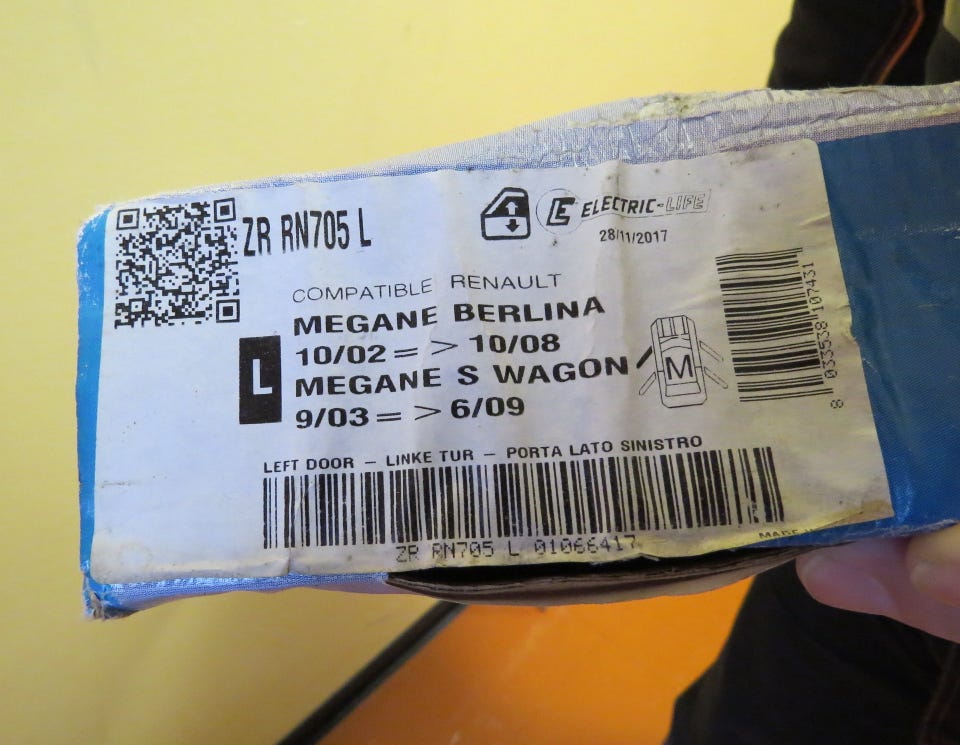 ZR RN705 L
ELECTRIC-LIFE
28/11/2017
COMPATIBLE RENAULT
MEGANE BERLINA
10/02 => 10/08
L
MEGANE S WAGON
9/03 => 6/09
M
8 033538 107431
LEFT DOOR - LINKE TUR - PORTA LATO SINISTRO
ZR RN705 L 01066417
MADE